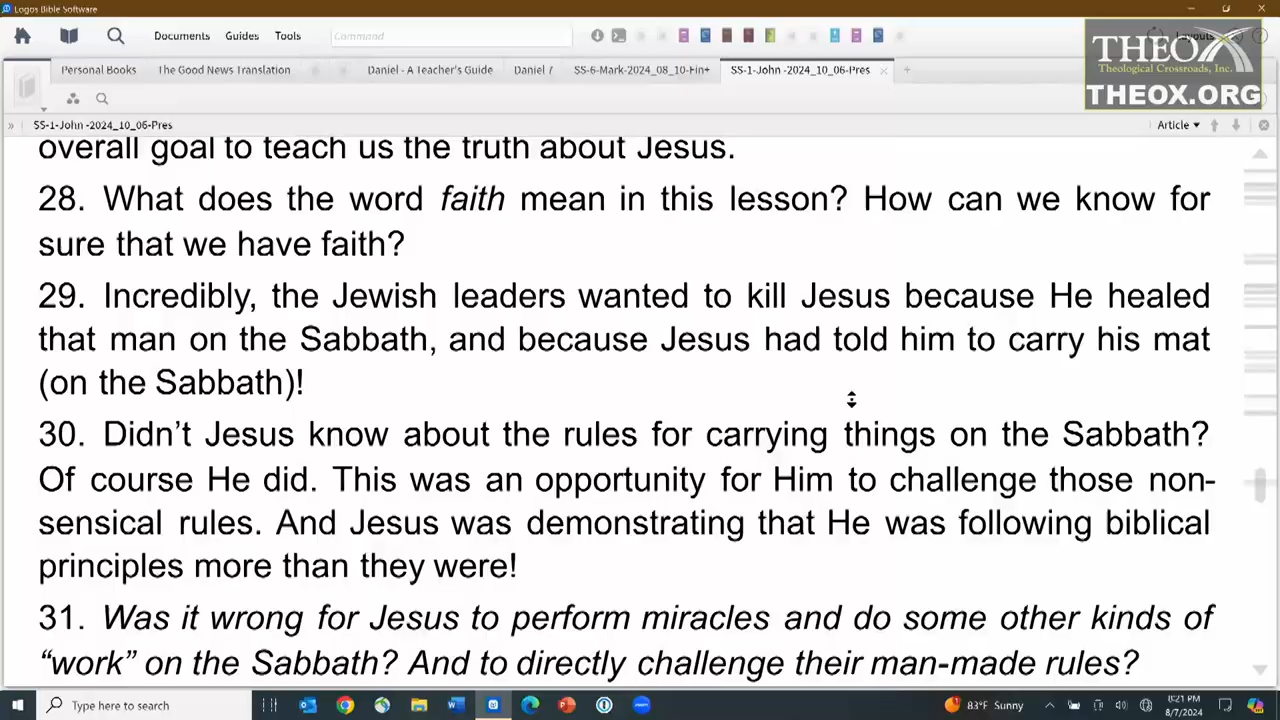 Logos Bible Software
Documents Guides Tools Command Layouts
THEOX
Theological Crossroads, Inc.
THEOX.ORG
Personal Books The Good News Translation Daniel 7 SS-6-Mark-2024_08_10-Fin+ SS-1-John -2024_10_06-Pres
SS-1-John -2024_10_06-Pres Article
overall goal to teach us the truth about Jesus.
28. What does the word faith mean in this lesson? How can we know for
sure that we have faith?
29. Incredibly, the Jewish leaders wanted to kill Jesus because He healed
that man on the Sabbath, and because Jesus had told him to carry his mat
(on the Sabbath)!
30. Didn’t Jesus know about the rules for carrying things on the Sabbath?
Of course He did. This was an opportunity for Him to challenge those non-
sensical rules. And Jesus was demonstrating that He was following biblical
principles more than they were!
31. Was it wrong for Jesus to perform miracles and do some other kinds of
“work” on the Sabbath? And to directly challenge their man-made rules?
Type here to search 83°F Sunny 8:21 PM
8/7/2024